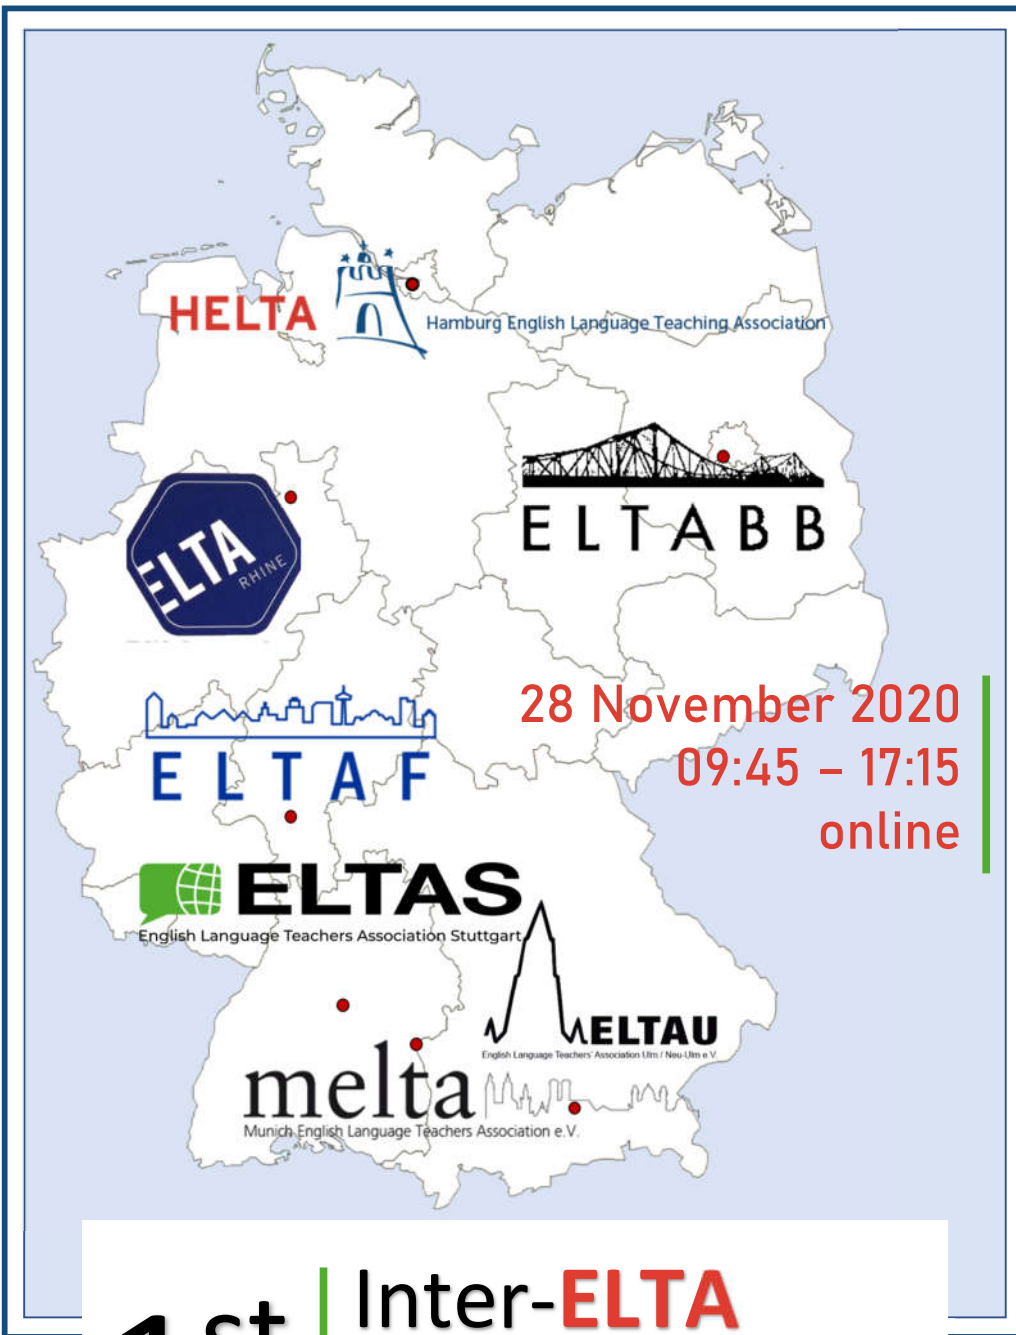 HELTA
Hamburg English Language Teaching Association
ELTABB
ELTA
RHINE
28 November 2020
09:45 – 17:15
online
ELTAF
ELTAS
English Language Teachers Association Stuttgart
ELTAU
English Language Teachers' Association Ulm / Neu-Ulm e.V.
melta
Munich English Language Teachers Association e.V.
1st
Inter-ELTA